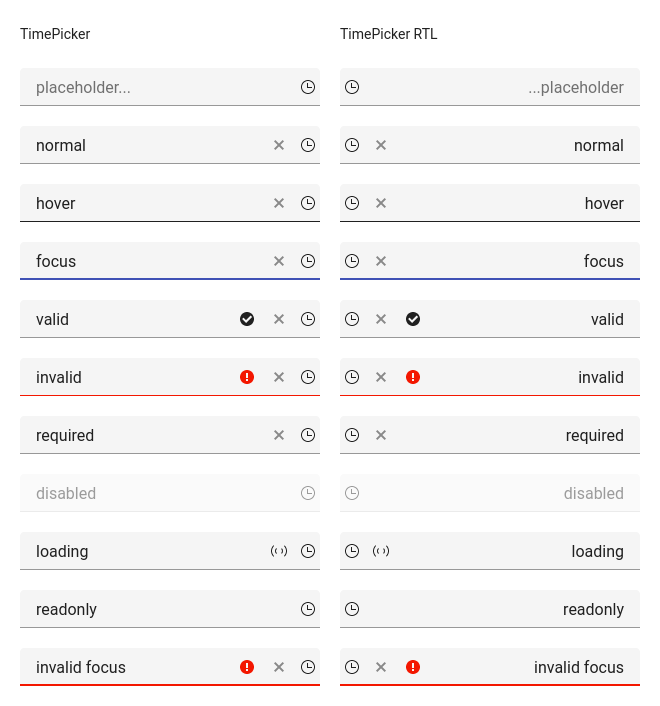 TimePicker
TimePicker RTL
placeholder...
...placeholder
normal
normal
hover
hover
focus
focus
valid
valid
invalid
invalid
required
required
disabled
disabled
loading
loading
readonly
readonly
invalid focus
invalid focus